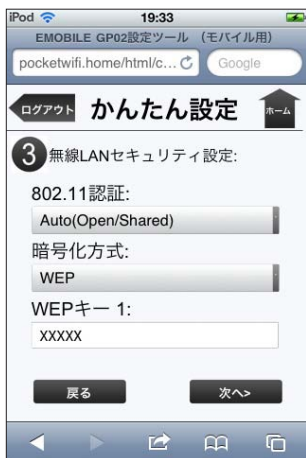 iPod 19:33
EMOBILE GP02設定ツール （モバイル用）
pocketwifi.home/html/c... Google
ログアウト かんたん設定 ホーム
3 無線LANセキュリティ設定:
802.11認証:
Auto(Open/Shared)
暗号化方式:
WEP
WEPキー 1:
xxxxx
戻る 次へ>